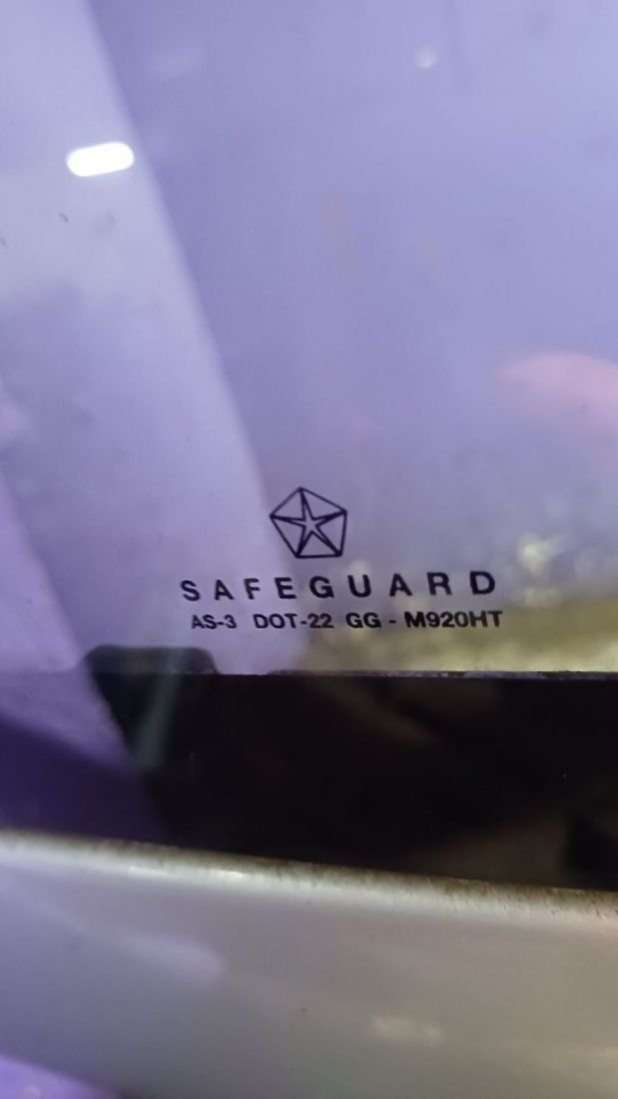 SAFEGUARD
AS-3 DOT-22 GG - M920HT